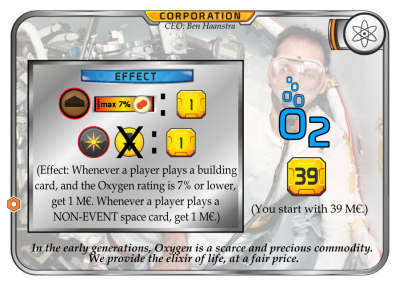 CORPORATION
CEO: Ben Haanstra
EFFECT
max 7% : 1
X : 1
(Effect: Whenever a player plays a building
card, and the Oxygen rating is 7% or lower,
get 1 M€. Whenever a player plays a
NON-EVENT space card, get 1 M€.)
O2
39
(You start with 39 M€.)
In the early generations, Oxygen is a scarce and precious commodity.
We provide the elixir of life, at a fair price.